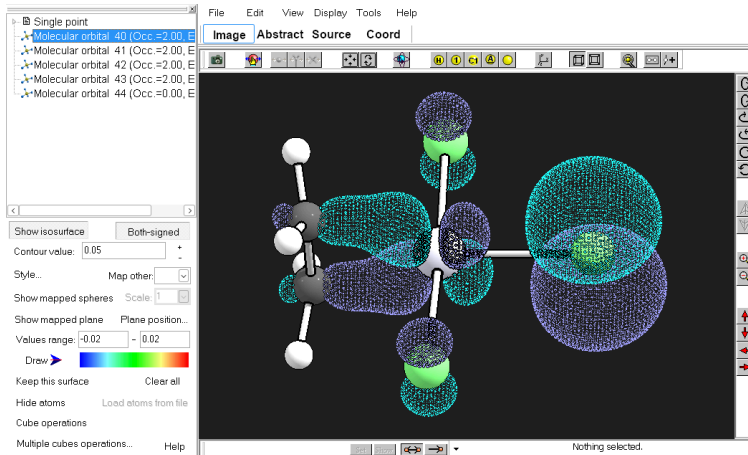 File Edit View Display Tools Help
Image Abstract Source Coord
Single point
Molecular orbital 40 (Occ.=2.00, E
Molecular orbital 41 (Occ.=2.00, E
Molecular orbital 42 (Occ.=2.00, E
Molecular orbital 43 (Occ.=2.00, E
Molecular orbital 44 (Occ.=0.00, E
Show isosurface Both-signed
Contour value: 0.05 + -
Style... Map other:
Show mapped spheres Scale: 1
Show mapped plane Plane position...
Values range: -0.02 - 0.02
Draw
Keep this surface Clear all
Hide atoms Load atoms from file
Cube operations
Multiple cubes operations... Help
Nothing selected.